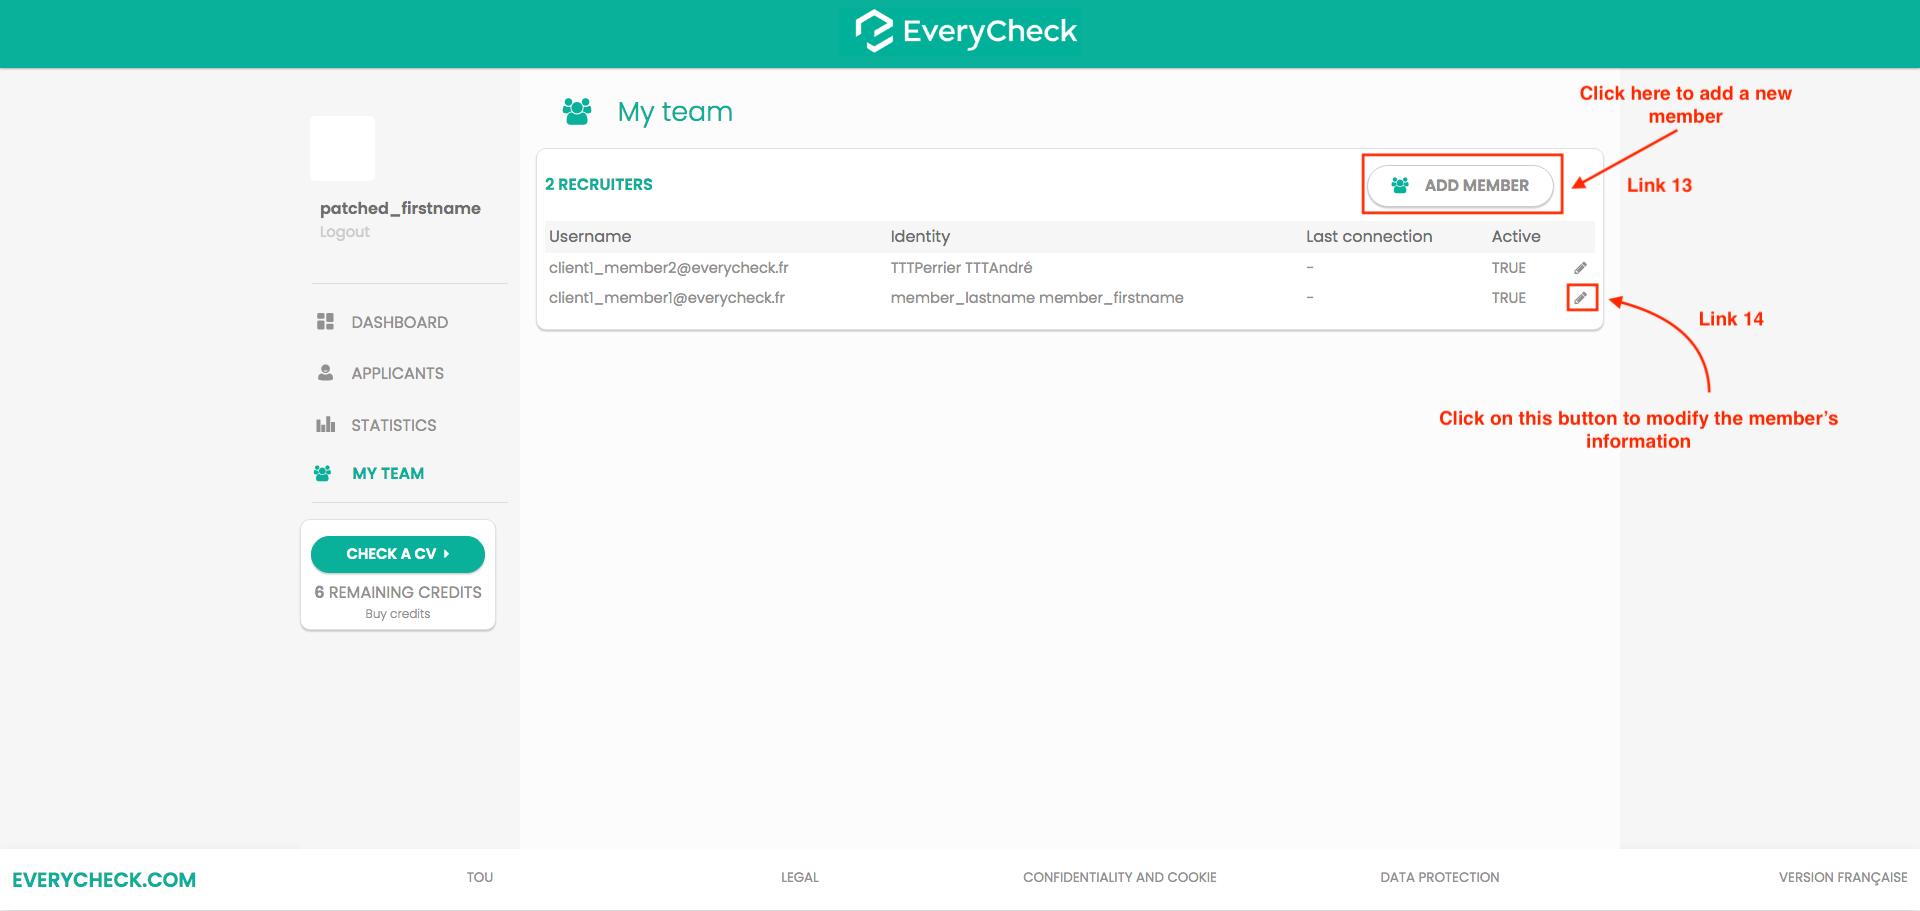 EveryCheck
patched_firstname
Logout
DASHBOARD
APPLICANTS
STATISTICS
MY TEAM
CHECK A CV
6 REMAINING CREDITS
Buy credits
My team
2 RECRUITERS
ADD MEMBER
Username Identity Last connection Active
client1_member2@everycheck.fr TTTPerrier TTTAndré - TRUE
client1_member1@everycheck.fr member_lastname member_firstname - TRUE
Click here to add a new
member
Link 13
Link 14
Click on this button to modify the member's
information
EVERYCHECK.COM TOU LEGAL CONFIDENTIALITY AND COOKIE DATA PROTECTION VERSION FRANÇAISE